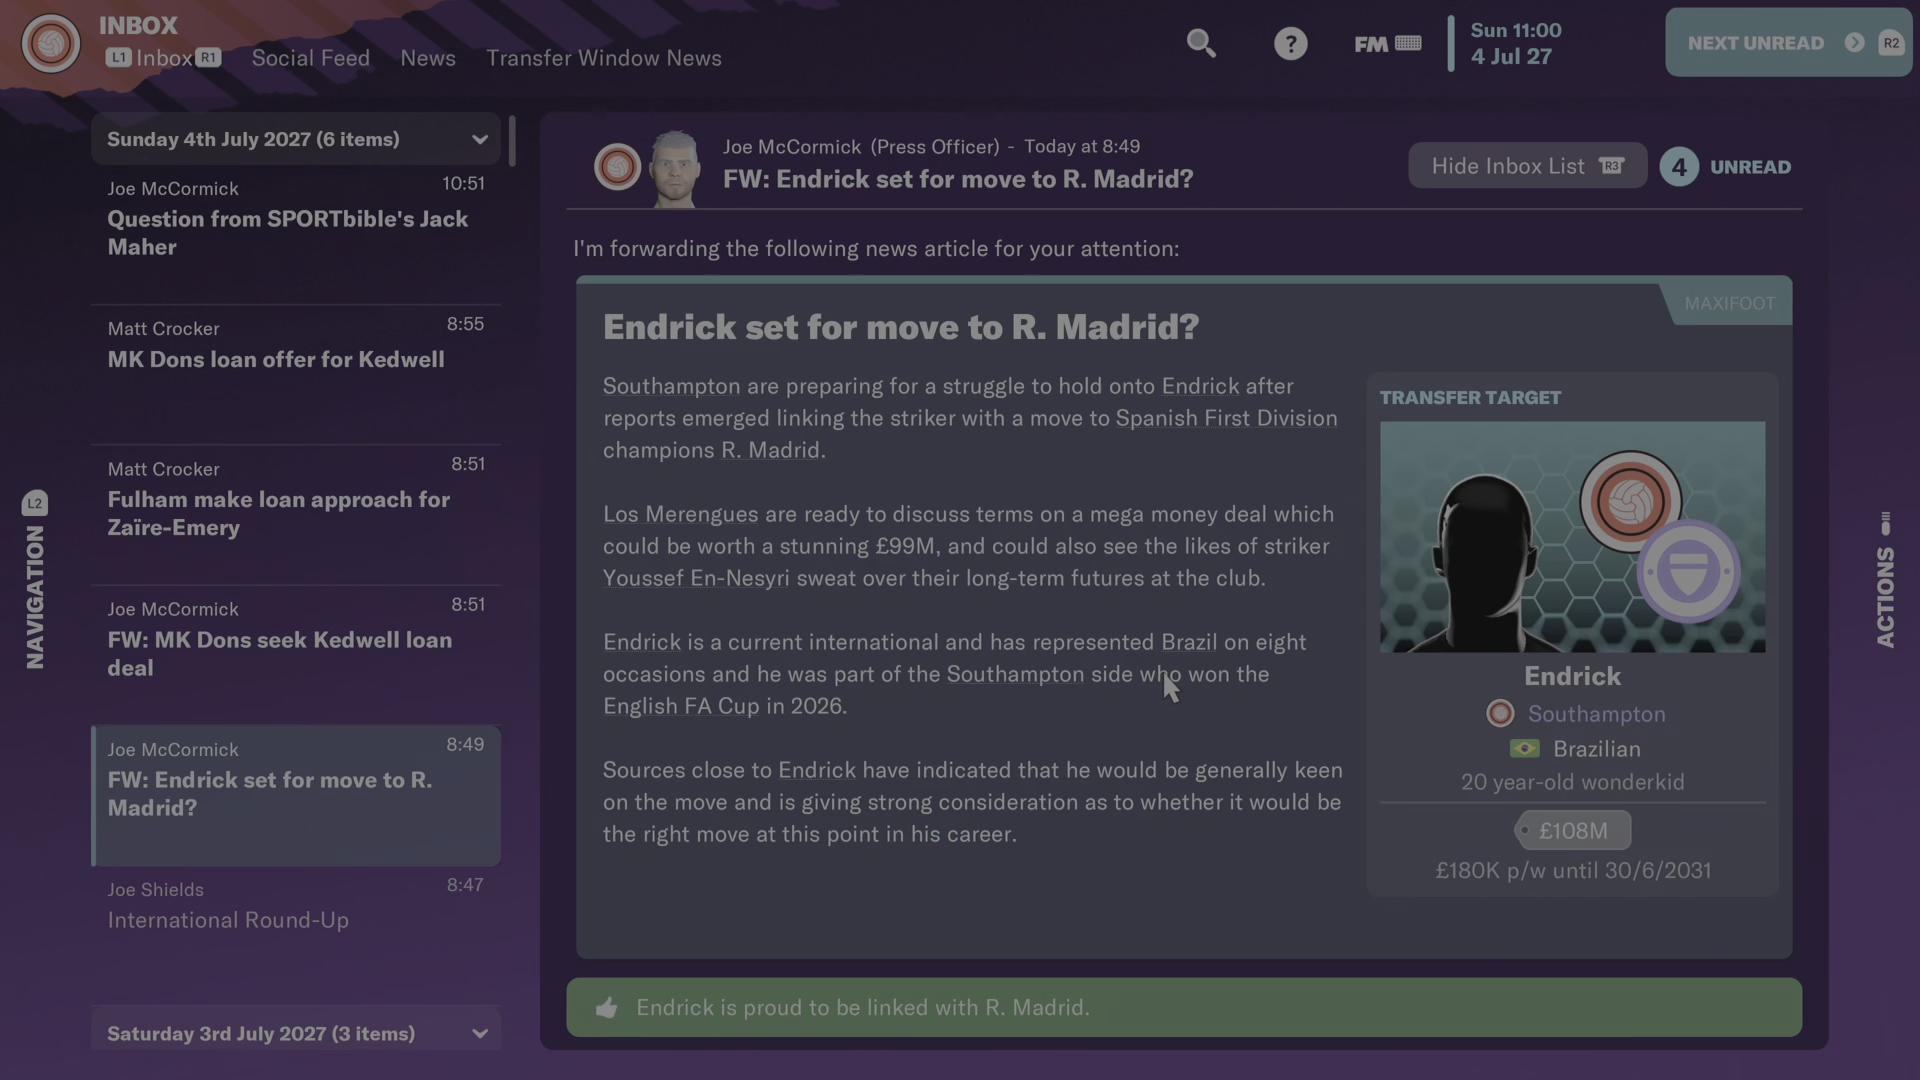 INBOX
L1 Inbox R1 Social Feed News Transfer Window News
FM
Sun 11:00
4 Jul 27
NEXT UNREAD R2
Sunday 4th July 2027 (6 items)
Joe McCormick 10:51
Question from SPORTbible's Jack
Maher
Matt Crocker 8:55
MK Dons loan offer for Kedwell
Matt Crocker 8:51
Fulham make loan approach for
Zaïre-Emery
Joe McCormick 8:51
FW: MK Dons seek Kedwell loan
deal
Joe McCormick 8:49
FW: Endrick set for move to R.
Madrid?
Joe Shields 8:47
International Round-Up
Saturday 3rd July 2027 (3 items)
L2
NAVIGATIŌN
Joe McCormick (Press Officer) - Today at 8:49
FW: Endrick set for move to R. Madrid?
Hide Inbox List R3
4 UNREAD
I'm forwarding the following news article for your attention:
MAXIFOOT
Endrick set for move to R. Madrid?
Southampton are preparing for a struggle to hold onto Endrick after
reports emerged linking the striker with a move to Spanish First Division
champions R. Madrid.
Los Merengues are ready to discuss terms on a mega money deal which
could be worth a stunning £99M, and could also see the likes of striker
Youssef En-Nesyri sweat over their long-term futures at the club.
Endrick is a current international and has represented Brazil on eight
occasions and he was part of the Southampton side who won the
English FA Cup in 2026.
Sources close to Endrick have indicated that he would be generally keen
on the move and is giving strong consideration as to whether it would be
the right move at this point in his career.
TRANSFER TARGET
Endrick
Southampton
Brazilian
20 year-old wonderkid
£108M
£180K p/w until 30/6/2031
Endrick is proud to be linked with R. Madrid.
ACTIONS